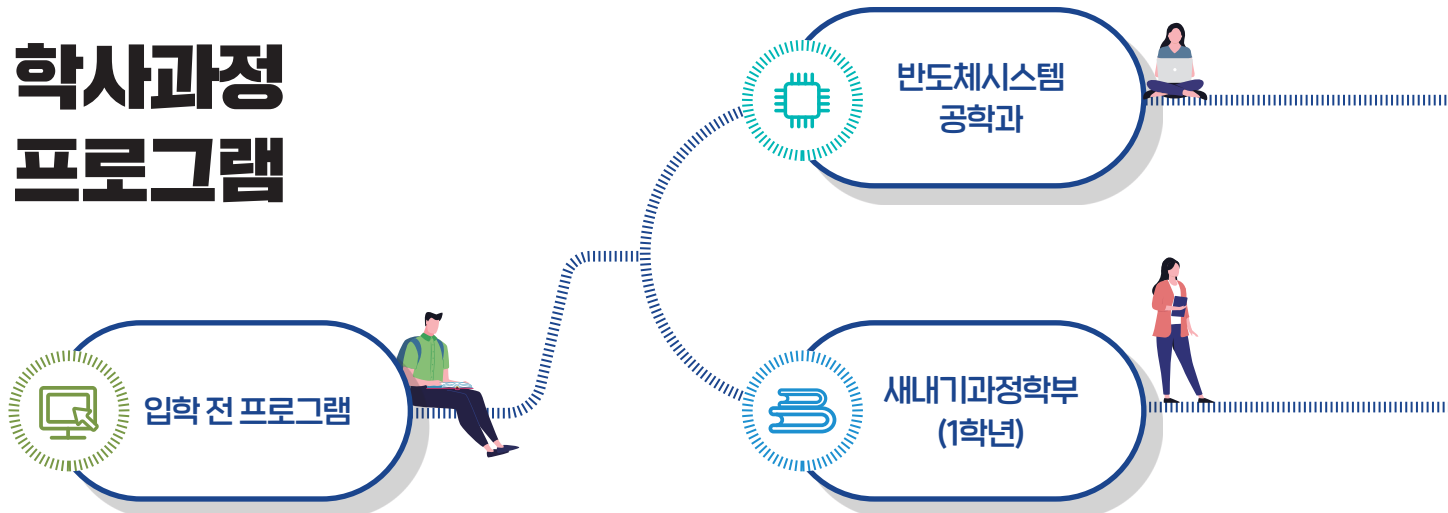 학사과정
프로그램
반도체시스템
공학과
입학 전 프로그램
새내기과정학부
(1학년)